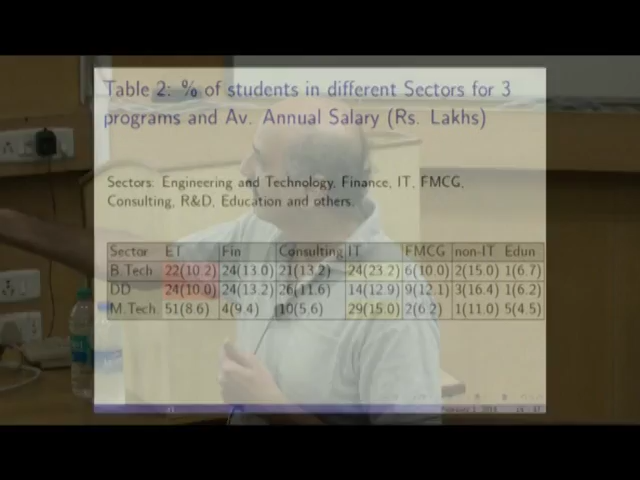 Table 2: % of students in different Sectors for 3
programs and Av. Annual Salary (Rs. Lakhs)
Sectors: Engineering and Technology, Finance, IT, FMCG,
Consulting, R&D, Education and others.
Sector ET Fin Consulting IT FMCG non-IT Edun
B.Tech 22(10.2) 24(13.0) 21(13.2) 24(23.2) 6(10.0) 2(15.0) 1(6.7)
DD 24(10.0) 24(13.2) 26(11.6) 14(12.9) 9(12.1) 3(16.4) 1(6.2)
M.Tech. 51(8.6) 4(9.4) 10(5.6) 29(15.0) 2(6.2) 1(11.0) 5(4.5)